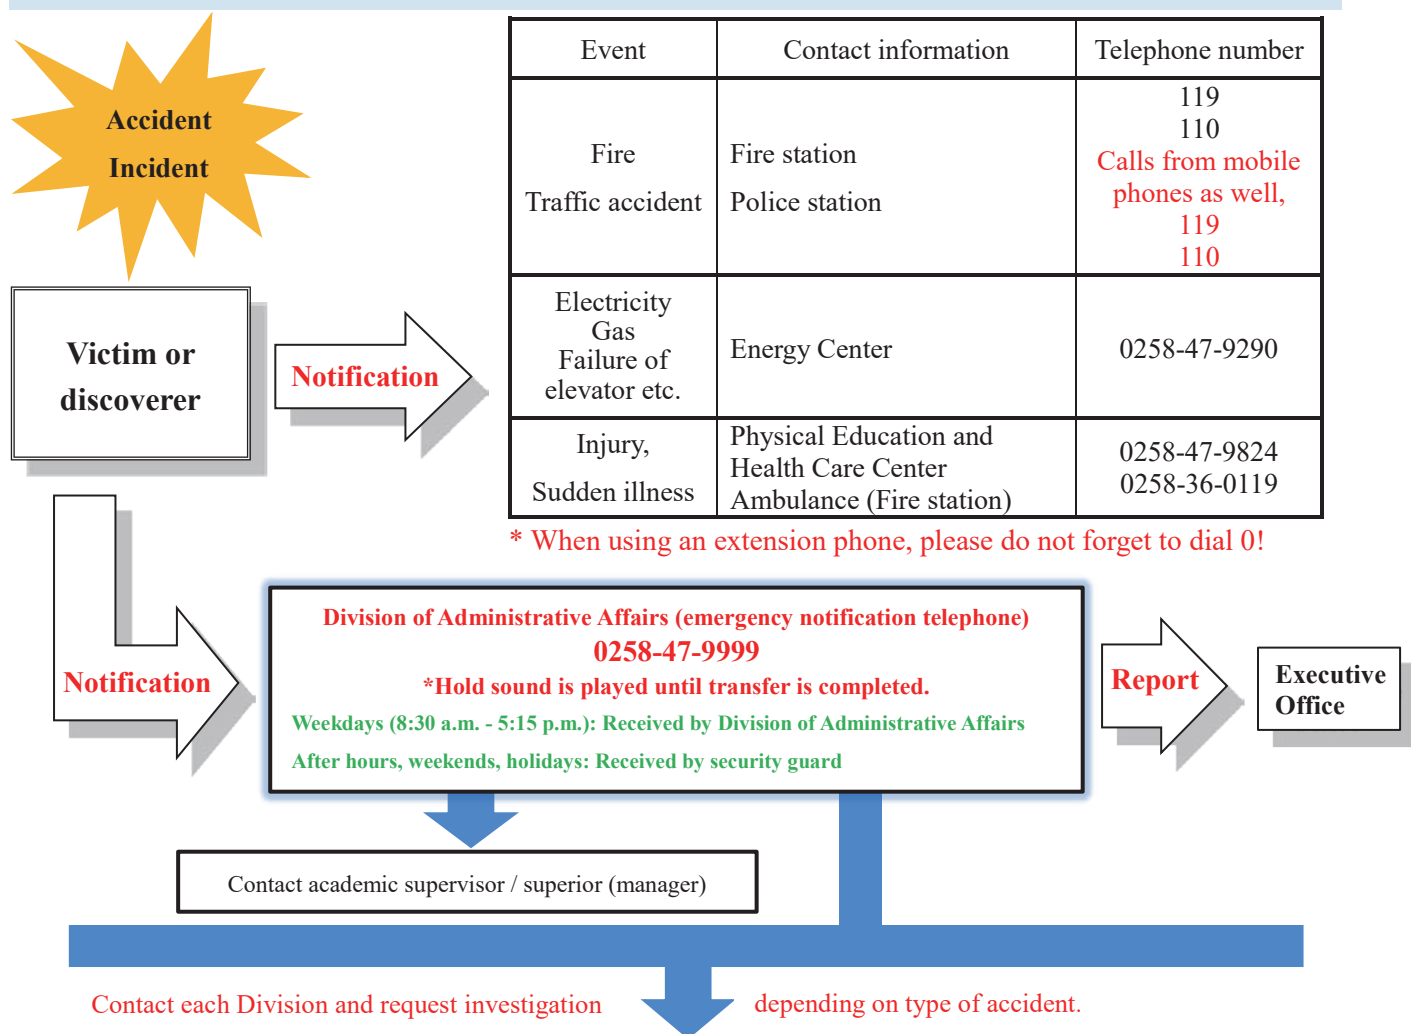 Accident
Incident
Event
Contact information
Telephone number
Fire
Traffic accident
Fire station
Police station
119
110
Calls from mobile
phones as well,
119
110
Electricity
Gas
Failure of
elevator etc.
Energy Center
0258-47-9290
Injury,
Sudden illness
Physical Education and
Health Care Center
Ambulance (Fire station)
0258-47-9824
0258-36-0119
* When using an extension phone, please do not forget to dial 0!
Victim or
discoverer
Notification
Notification
Division of Administrative Affairs (emergency notification telephone)
0258-47-9999
*Hold sound is played until transfer is completed.
Weekdays (8:30 a.m. - 5:15 p.m.): Received by Division of Administrative Affairs
After hours, weekends, holidays: Received by security guard
Report
Executive
Office
Contact academic supervisor / superior (manager)
Contact each Division and request investigation depending on type of accident.